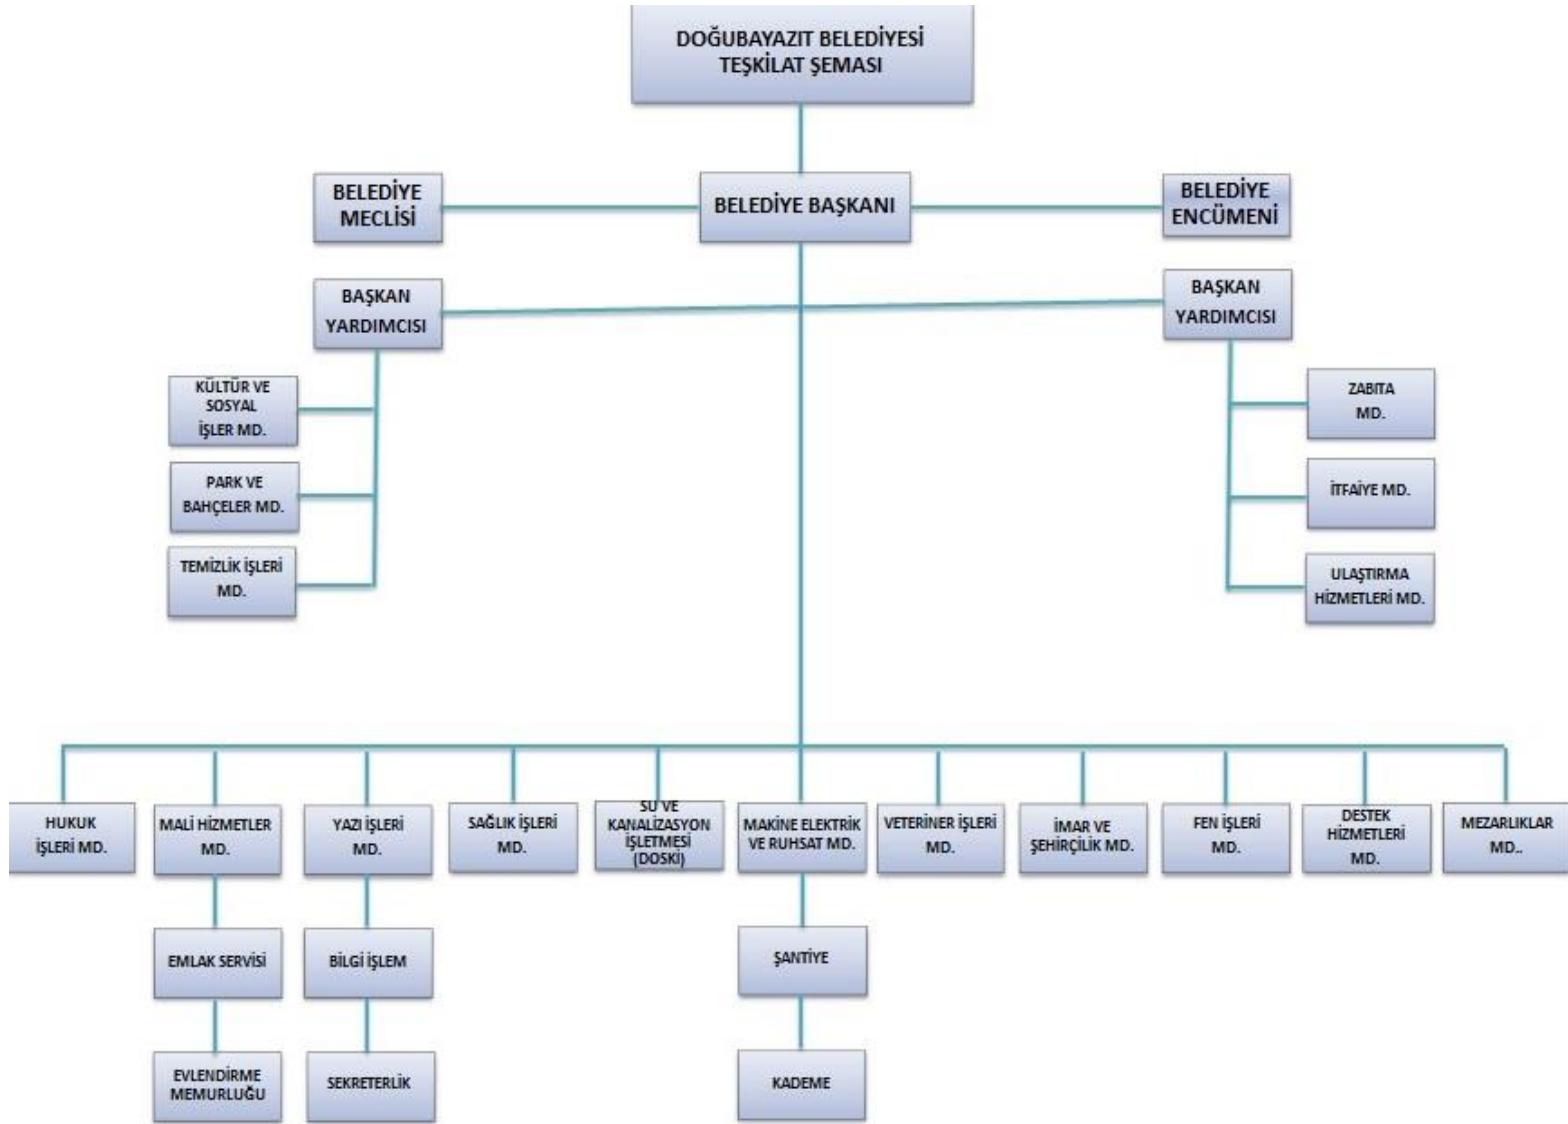 DOĞUBAYAZIT BELEDİYESİ
TEŞKİLAT ŞEMASI
BELEDİYE
MECLİSİ
BELEDİYE BAŞKANI
BELEDİYE
ENCÜMENİ
BAŞKAN
YARDIMCISI
BAŞKAN
YARDIMCISI
KÜLTÜR VE
SOSYAL
İŞLER MD.
PARK VE
BAHÇELER MD.
TEMİZLİK İŞLERİ
MD.
ZABITA
MD.
İTFAİYE MD.
ULAŞTIRMA
HİZMETLERİ MD.
HUKUK
İŞLERİ MD.
MALİ HİZMETLER
MD.
YAZI İŞLERİ
MD.
SAĞLIK İŞLERİ
MD.
SU VE
KANALİZASYON
İŞLETMESİ
(DOSKİ)
MAKİNE ELEKTRİK
VE RUHSAT MD.
VETERİNER İŞLERİ
MD.
İMAR VE
ŞEHİRÇİLİK MD.
FEN İŞLERİ
MD.
DESTEK
HİZMETLERİ
MD.
MEZARLIKLAR
MD..
EMLAK SERVİSİ
BİLGİ İŞLEM
ŞANTİYE
EVLENDİRME
MEMURLUĞU
SEKRETERLİK
KADEME